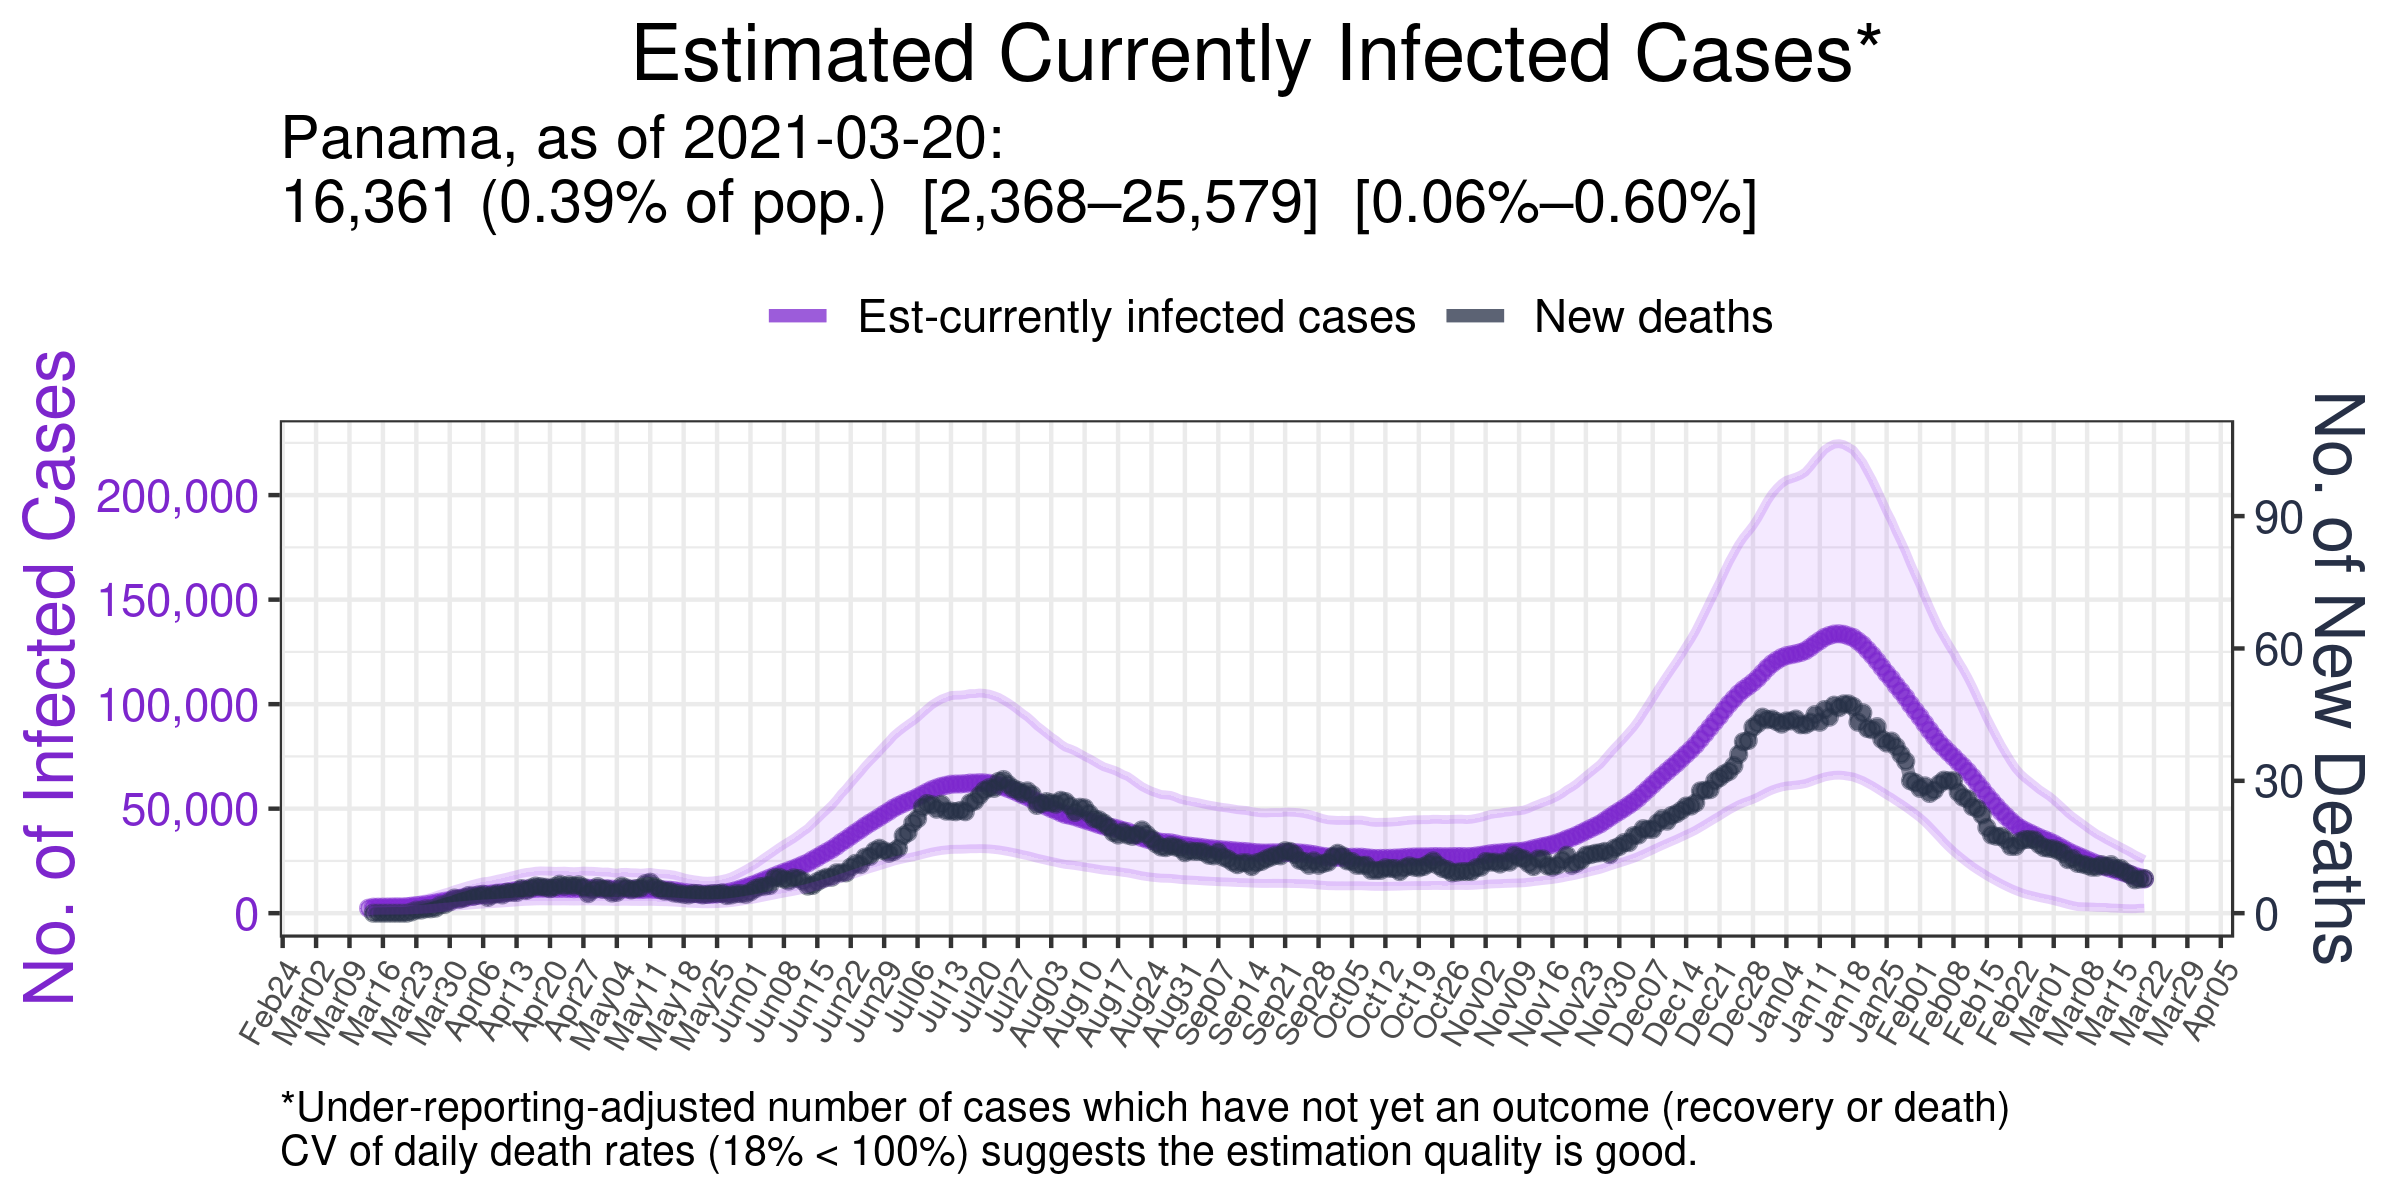 Estimated Currently Infected Cases*
Panama, as of 2021-03-20:
16,361 (0.39% of pop.) [2,368–25,579] [0.06%–0.60%]
Est-currently infected cases
New deaths
No. of Infected Cases
200,000
150,000
100,000
50,000
0
90
60
30
0
No. of New Deaths
Feb24
Mar02
Mar09
Mar16
Mar23
Mar30
Apr06
Apr13
Apr20
Apr27
May04
May11
May18
May25
Jun01
Jun08
Jun15
Jun22
Jun29
Jul06
Jul13
Jul20
Jul27
Aug03
Aug10
Aug17
Aug24
Aug31
Sep07
Sep14
Sep21
Sep28
Oct05
Oct12
Oct19
Oct26
Nov02
Nov09
Nov16
Nov23
Nov30
Dec07
Dec14
Dec21
Dec28
Jan04
Jan11
Jan18
Jan25
Feb01
Feb08
Feb15
Feb22
Mar01
Mar08
Mar15
Mar22
Mar29
Apr05
*Under-reporting-adjusted number of cases which have not yet an outcome (recovery or death)
CV of daily death rates (18% < 100%) suggests the estimation quality is good.